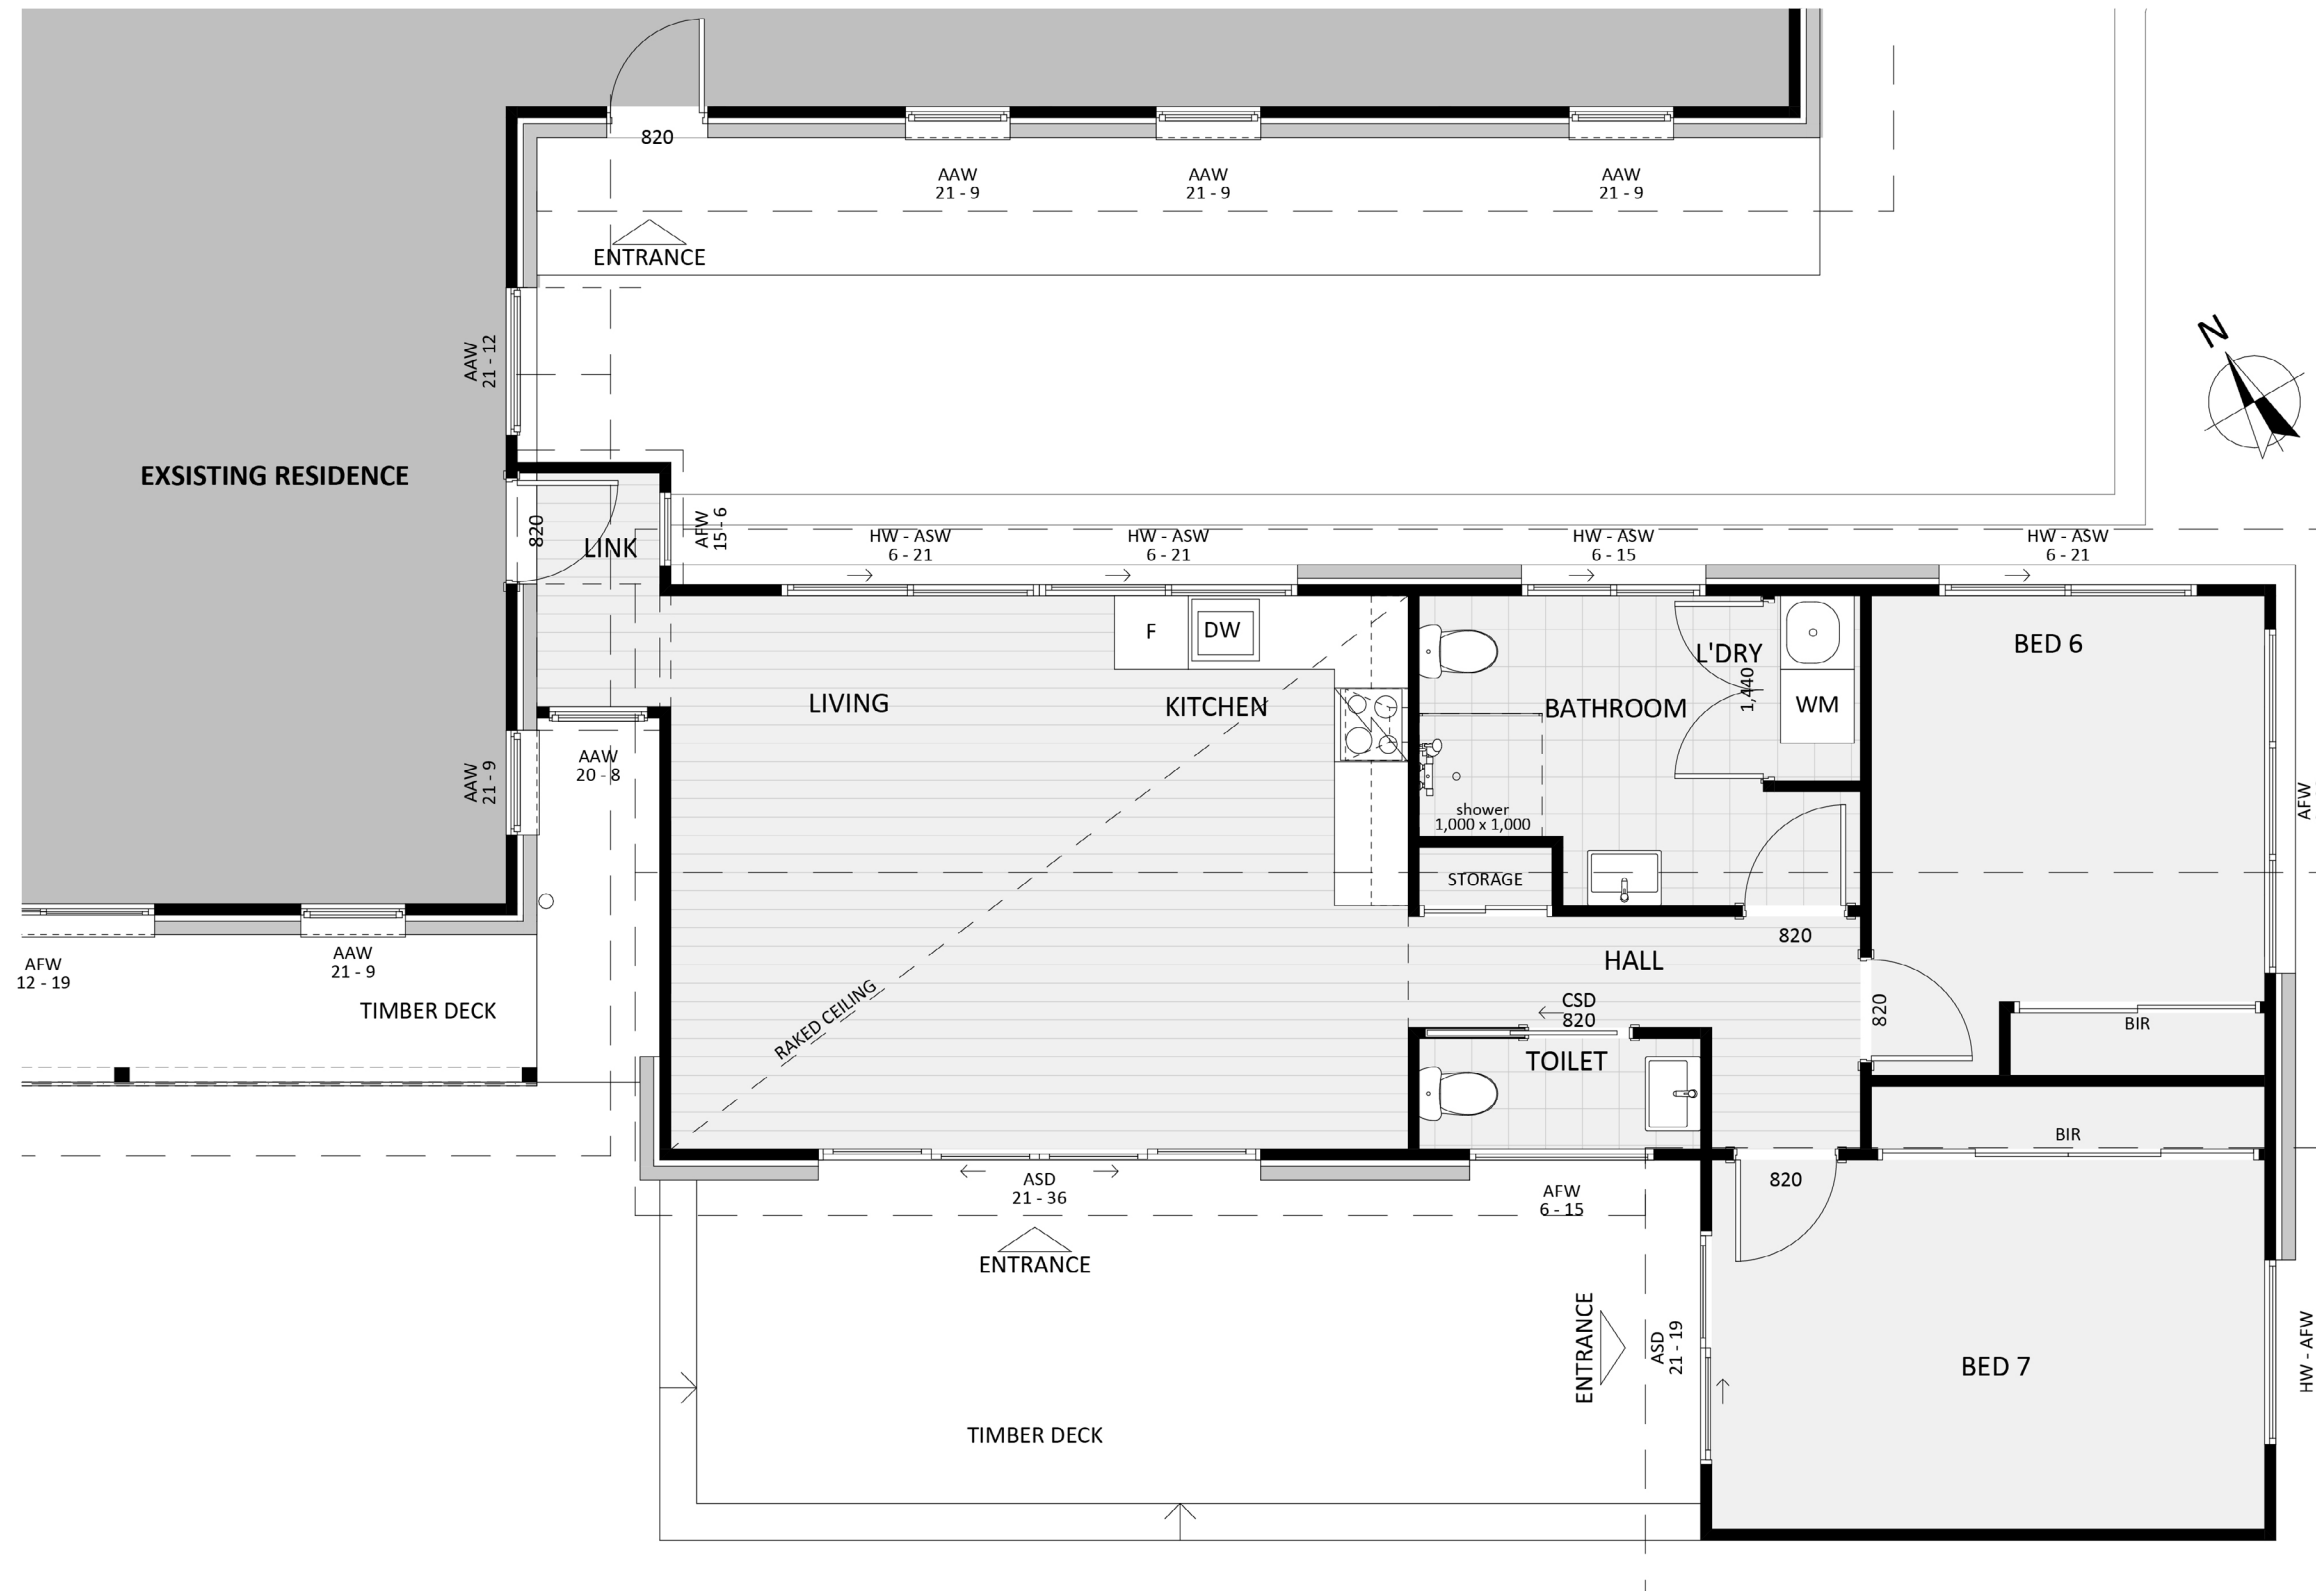 820
AAW
21 - 9
AAW
21 - 9
AAW
21 - 9
ENTRANCE
N
AAW
21 - 12
EXSISTING RESIDENCE
820
LINK
AFW
15 - 6
HW - ASW
6 - 21
HW - ASW
6 - 21
HW - ASW
6 - 15
HW - ASW
6 - 21
F
DW
LIVING
KITCHEN
BATHROOM
L'DRY
1,440
WM
BED 6
AAW
21 - 9
AAW
20 - 8
shower
1,000 x 1,000
AFW
STORAGE
820
HALL
CSD
820
820
BIR
AFW
12 - 19
AAW
21 - 9
TIMBER DECK
RAKED CEILING
TOILET
BIR
ASD
21 - 36
AFW
6 - 15
820
ENTRANCE
ENTRANCE
ASD
21 - 19
BED 7
HW - AFW
TIMBER DECK